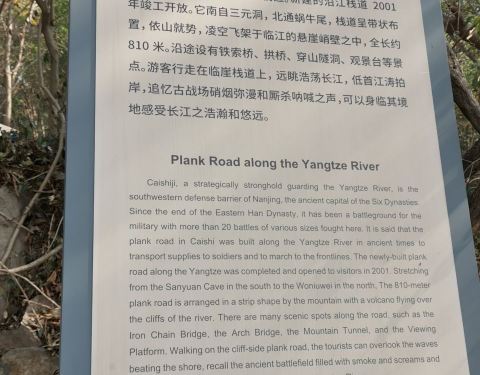 沿江栈道 2001
年竣工开放。它南自三元洞，北通蜗牛尾，栈道呈带状布
置，依山就势，凌空飞架于临江的悬崖峭壁之中，全长约
810 米。沿途设有铁索桥、拱桥、穿山隧洞、观景台等景
点。游客行走在临崖栈道上，远眺浩荡长江，低首江涛拍
岸，追忆古战场硝烟弥漫和厮杀呐喊之声，可以身临其境
地感受长江之浩瀚和悠远。
Plank Road along the Yangtze River
Caishiji, a strategically stronghold guarding the Yangtze River, is the
southwestern defense barrier of Nanjing, the ancient capital of the Six Dynasties.
Since the end of the Eastern Han Dynasty, it has been a battleground for the
military with more than 20 battles of various sizes fought here. It is said that the
plank road in Caishi was built along the Yangtze River in ancient times to
transport supplies to soldiers and to march to the frontlines. The newly-built plank
road along the Yangtze was completed and opened to visitors in 2001. Stretching
from the Sanyuan Cave in the south to the Woniuwei in the north, The 810-meter
plank road is arranged in a strip shape by the mountain with a volcano flying over
the cliffs of the river. There are many scenic spots along the road, such as the
Iron Chain Bridge, the Arch Bridge, the Mountain Tunnel, and the Viewing
Platform. Walking on the cliff-side plank road, the tourists can overlook the waves
beating the shore, recall the ancient battlefield filled with smoke and screams and